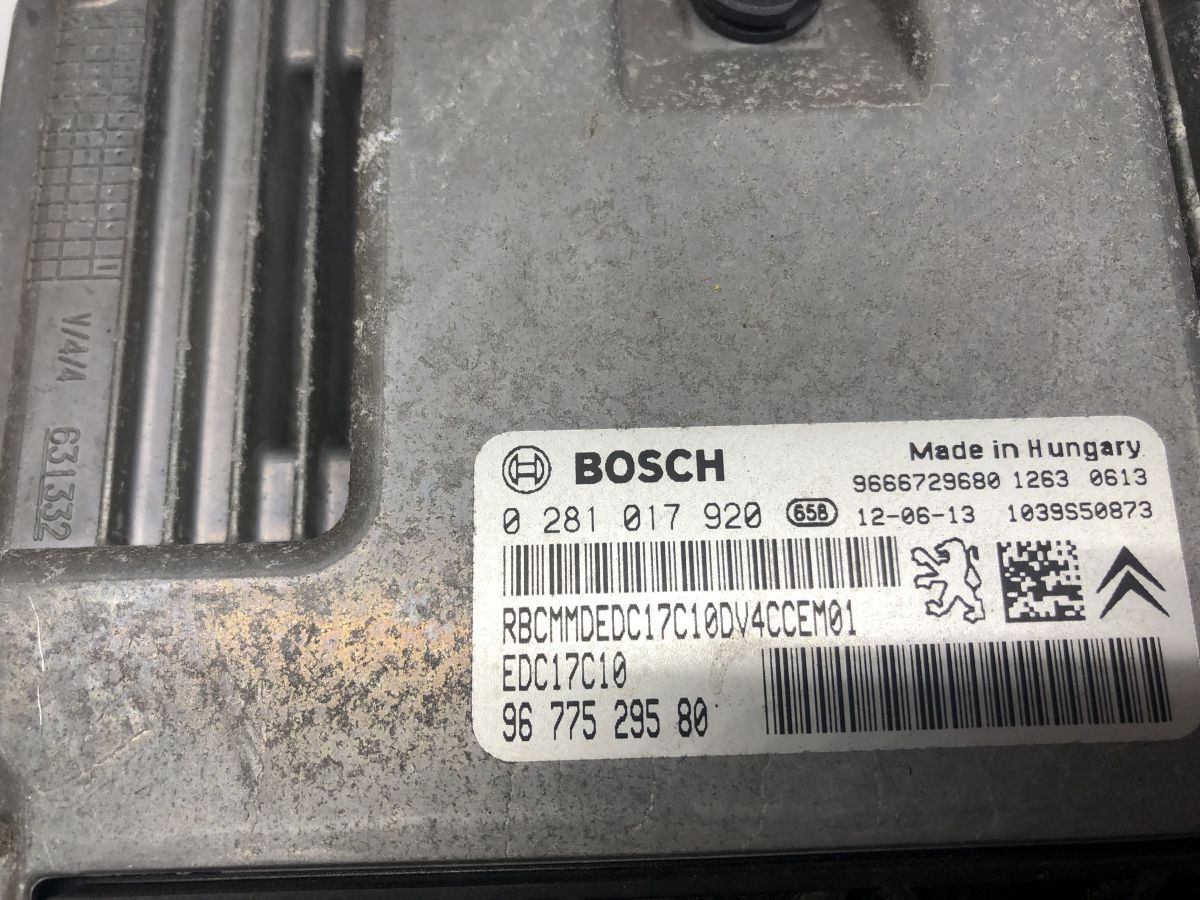 V/4/4 631332
BOSCH
Made in Hungary
9666729680 1263 0613
0 281 017 920 658 12-06-13 1039S50873
RBCMMDEDC17C10DV4CCEM01
EDC17C10
96 775 295 80